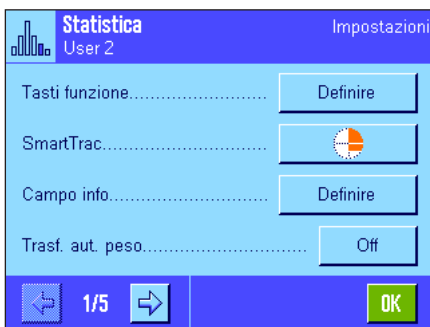 Statistica
Impostazioni
User 2
Tasti funzione........................ Definire
SmartTrac............................
Campo info........................... Definire
Trasf. aut. peso............................ Off
1/5
OK